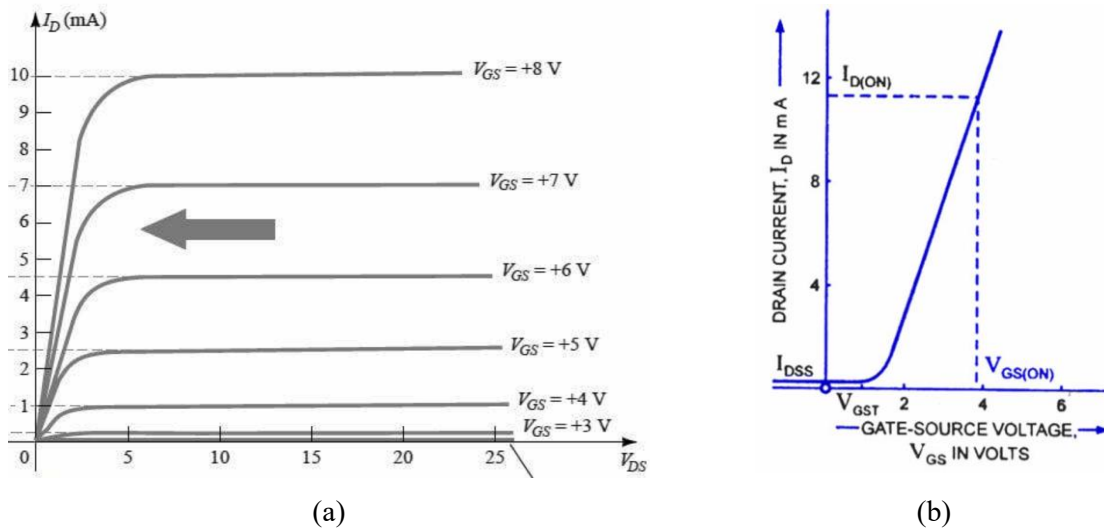 I_D (mA)
10
9
8
7
6
5
4
3
2
1
0
5
10
15
20
25
V_DS
V_GS = +8 V
V_GS = +7 V
V_GS = +6 V
V_GS = +5 V
V_GS = +4 V
V_GS = +3 V
(a)
DRAIN CURRENT, I_D IN m A
12
8
4
I_D(ON)
I_DSS
V_GS(ON)
V_GST
2
4
6
GATE-SOURCE VOLTAGE,
V_GS IN VOLTS
(b)